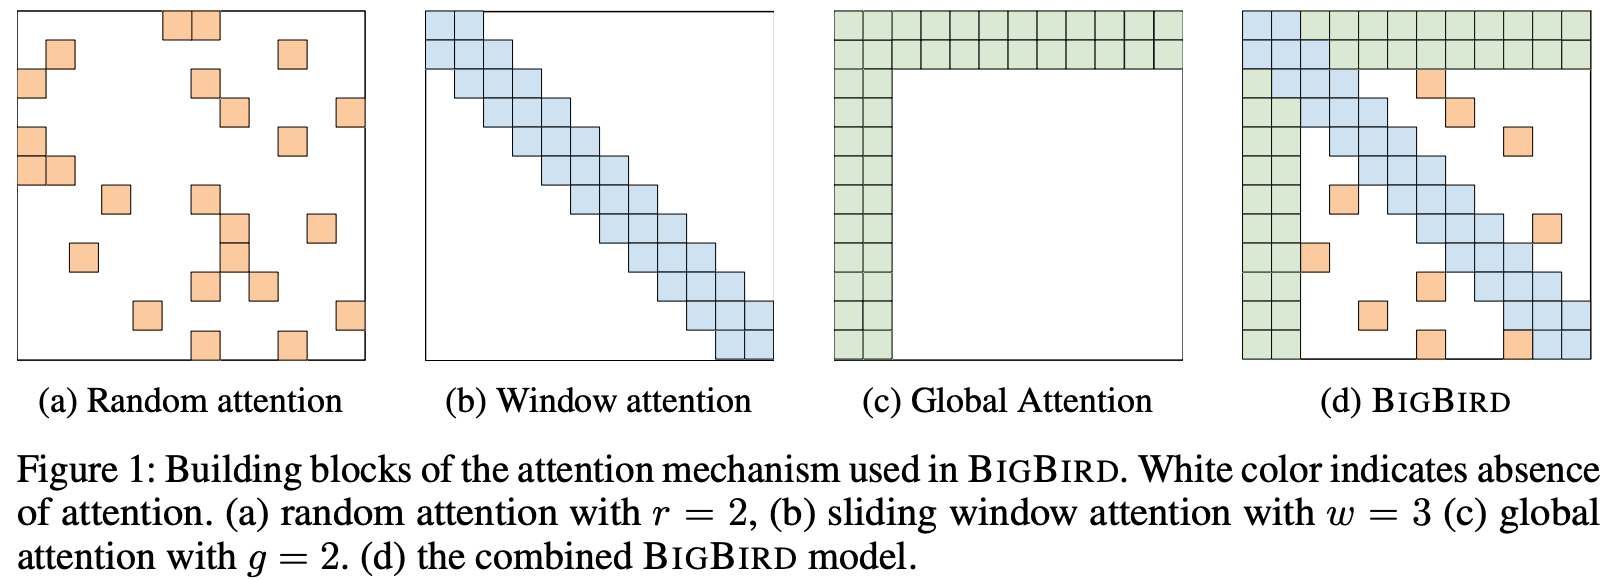 (a) Random attention
(b) Window attention
(c) Global Attention
(d) BIGBIRD
Figure 1: Building blocks of the attention mechanism used in BIGBIRD. White color indicates absence
of attention. (a) random attention with r = 2, (b) sliding window attention with w = 3 (c) global
attention with g = 2. (d) the combined BIGBIRD model.